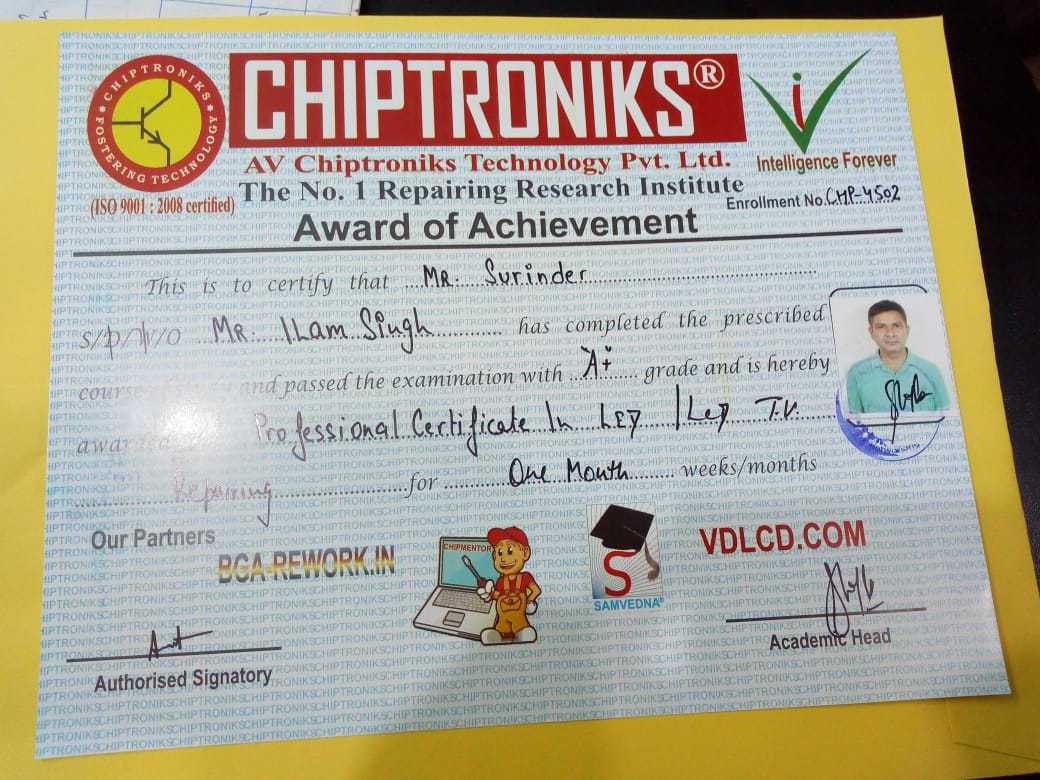 CHIPTRONIKS
FOSTERING TECHNOLOGY
(ISO 9001 : 2008 certified)
CHIPTRONIKS®
AV Chiptroniks Technology Pvt. Ltd.
The No. 1 Repairing Research Institute
Award of Achievement
i
Intelligence Forever
Enrollment No. CMP-4502
This is to certify that MR. Surinder
S/D/W/O MR. ILam Singh has completed the prescribed
course and passed the examination with A+ grade and is hereby
awarded Professional Certificate In LCD / LED T.V.
Repairing for One Month weeks/months
Our Partners
BGA-REWORK.IN
CHIPMENTOR
S
SAMVEDNA®
VDLCD.COM
Authorised Signatory
Academic Head